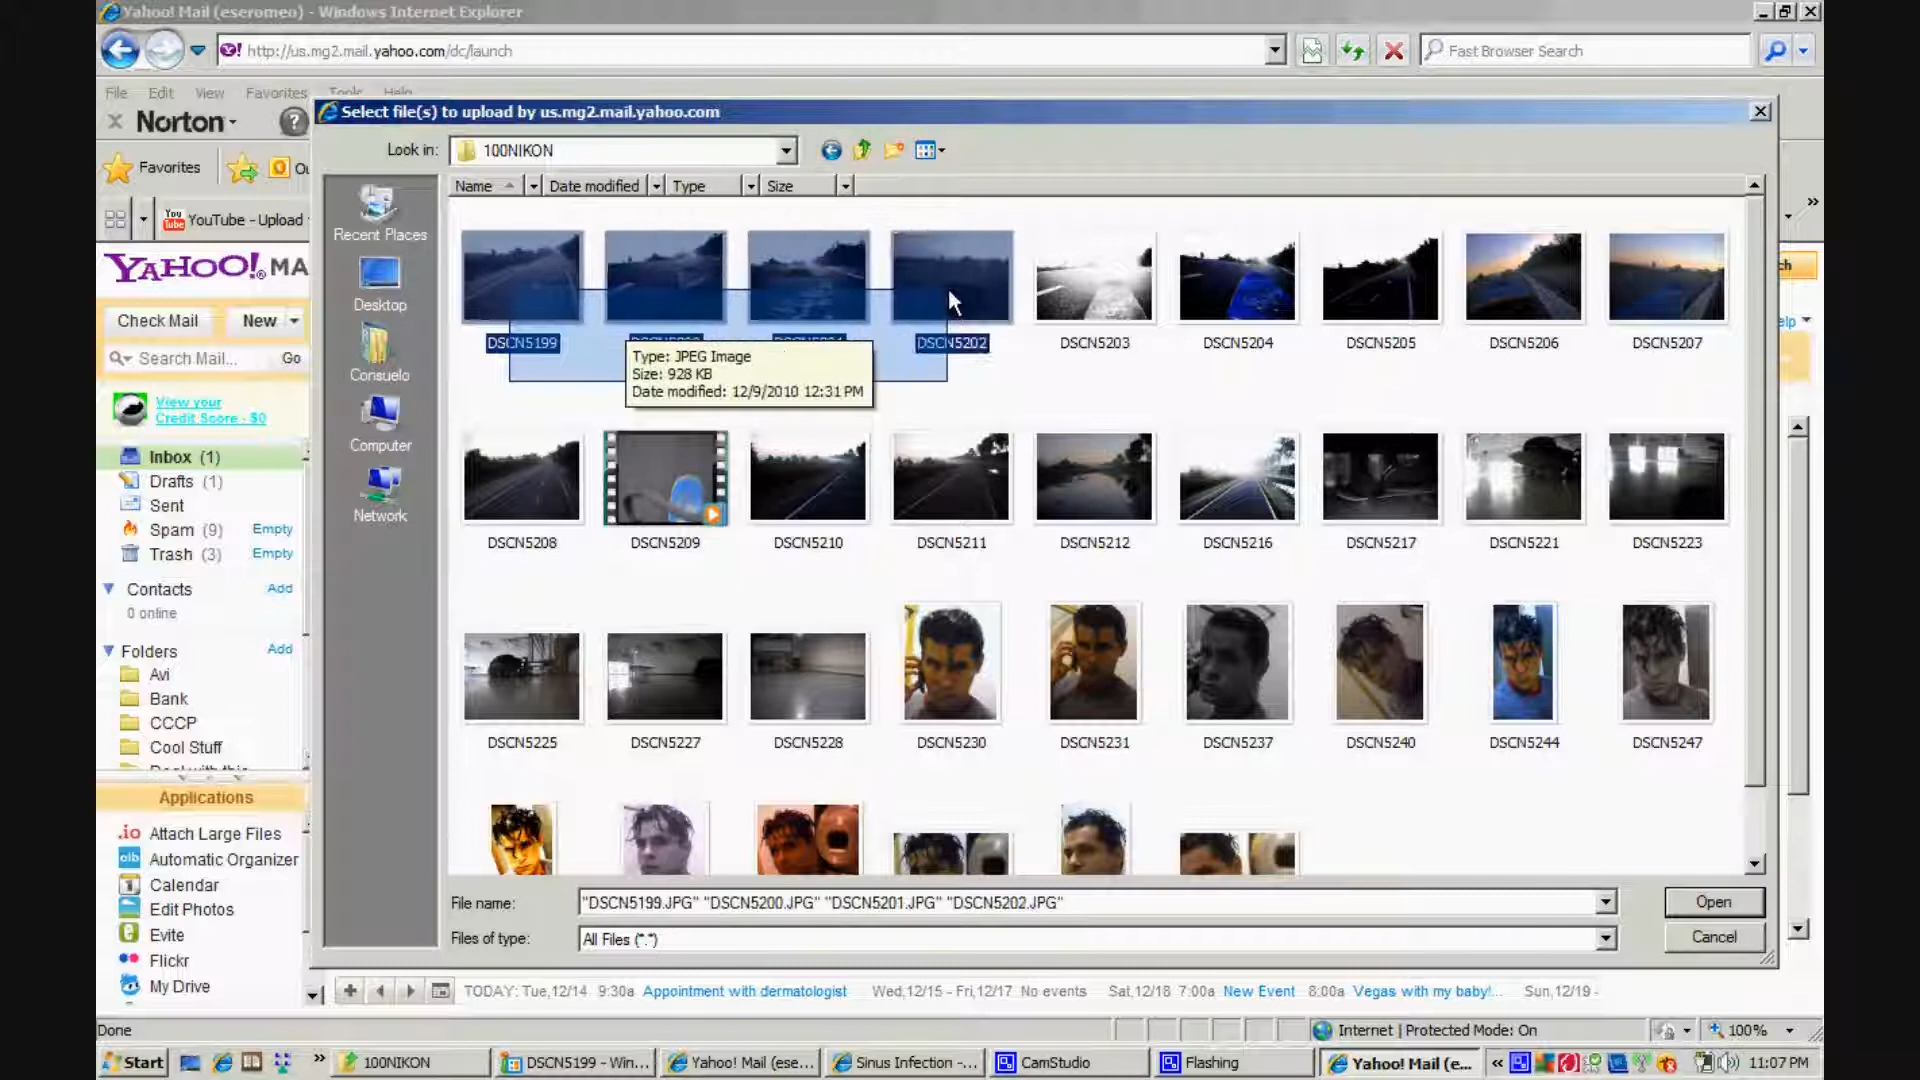 Yahoo! Mail (eseromeo) - Windows Internet Explorer
http://us.mg2.mail.yahoo.com/dc/launch
Fast Browser Search
File Edit View Favorites Tools Help
Norton
Select file(s) to upload by us.mg2.mail.yahoo.com
Look in: 100NIKON
Favorites
Name Date modified Type Size
YouTube - Upload
YAHOO! MA
Check Mail New
Search Mail... Go
View your
Credit Score - $0
Inbox (1)
Drafts (1)
Sent
Spam (9) Empty
Trash (3) Empty
Contacts Add
0 online
Folders Add
Avi
Bank
CCCP
Cool Stuff
Applications
.io Attach Large Files
Automatic Organizer
Calendar
Edit Photos
Evite
Flickr
My Drive
Recent Places
Desktop
Consuelo
Computer
Network
DSCN5199 DSCN5202 DSCN5203 DSCN5204 DSCN5205 DSCN5206 DSCN5207
Type: JPEG Image
Size: 928 KB
Date modified: 12/9/2010 12:31 PM
DSCN5208 DSCN5209 DSCN5210 DSCN5211 DSCN5212 DSCN5216 DSCN5217 DSCN5221 DSCN5223
DSCN5225 DSCN5227 DSCN5228 DSCN5230 DSCN5231 DSCN5237 DSCN5240 DSCN5244 DSCN5247
File name: "DSCN5199.JPG" "DSCN5200.JPG" "DSCN5201.JPG" "DSCN5202.JPG"
Open
Files of type: All Files (*.*)
Cancel
TODAY: Tue,12/14 9:30a Appointment with dermatologist Wed,12/15 - Fri,12/17 No events Sat,12/18 7:00a New Event 8:00a Vegas with my baby!... Sun,12/19 -
Done
Internet | Protected Mode: On
100%
Start
100NIKON
DSCN5199 - Win...
Yahoo! Mail (ese...
Sinus Infection -...
CamStudio
Flashing
Yahoo! Mail (e...
11:07 PM